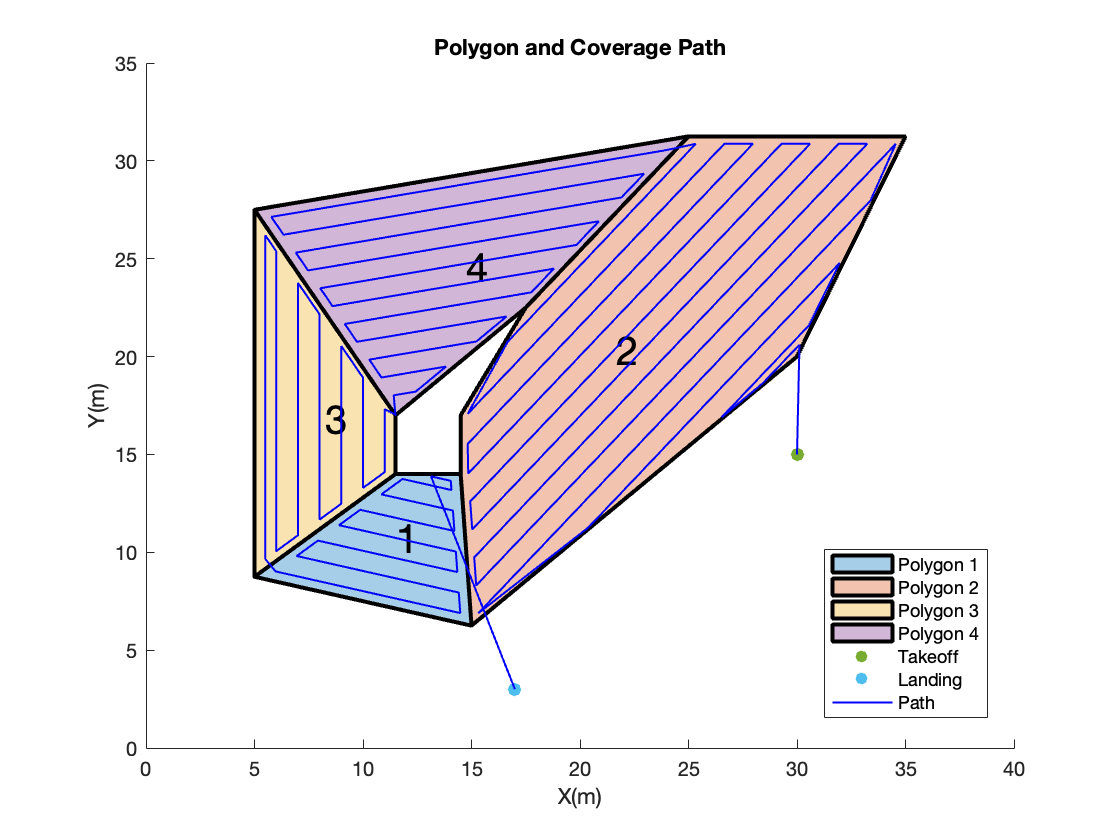 Polygon and Coverage Path
35
30
25
20
15
10
5
0
Y(m)
4
2
3
1
Polygon 1
Polygon 2
Polygon 3
Polygon 4
Takeoff
Landing
Path
0 5 10 15 20 25 30 35 40
X(m)